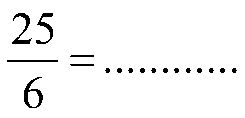 25/6 = ............